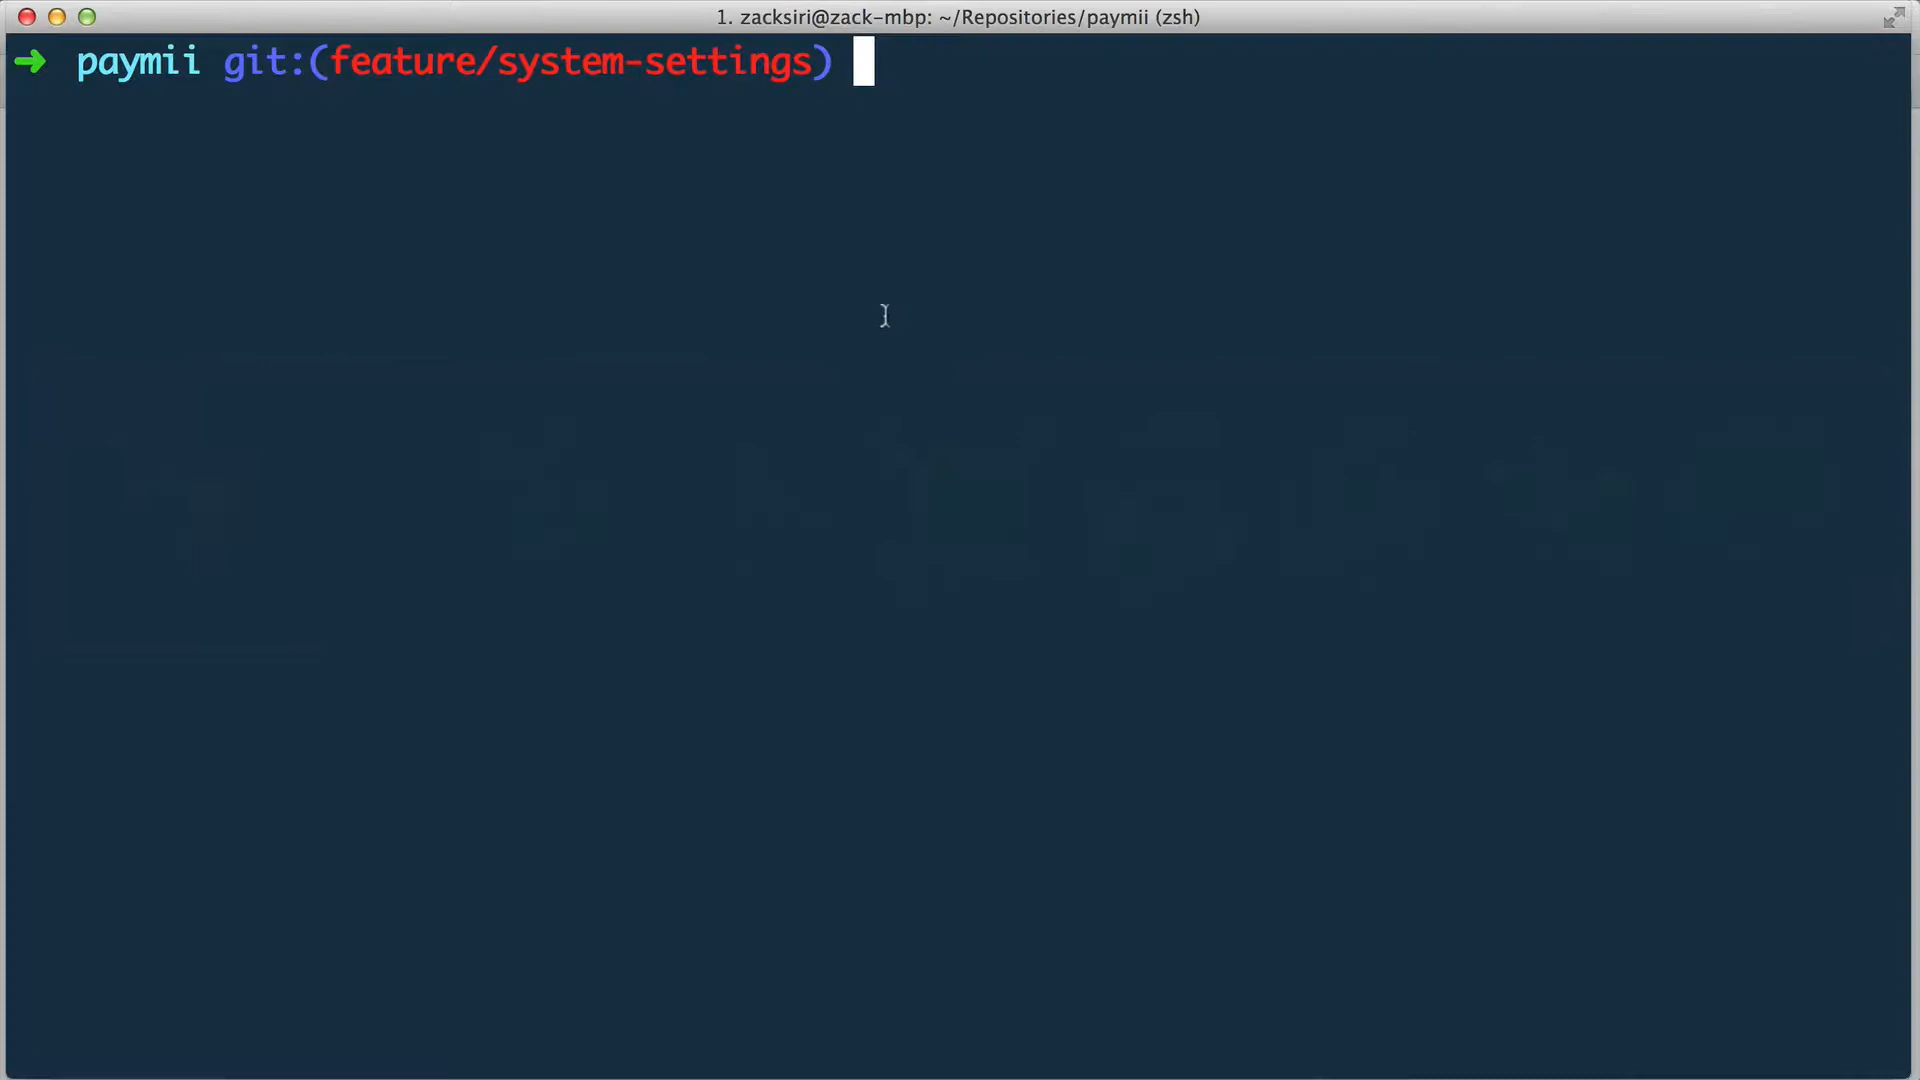 1. zacksiri@zack-mbp: ~/Repositories/paymii (zsh)
➜ paymii git:(feature/system-settings)